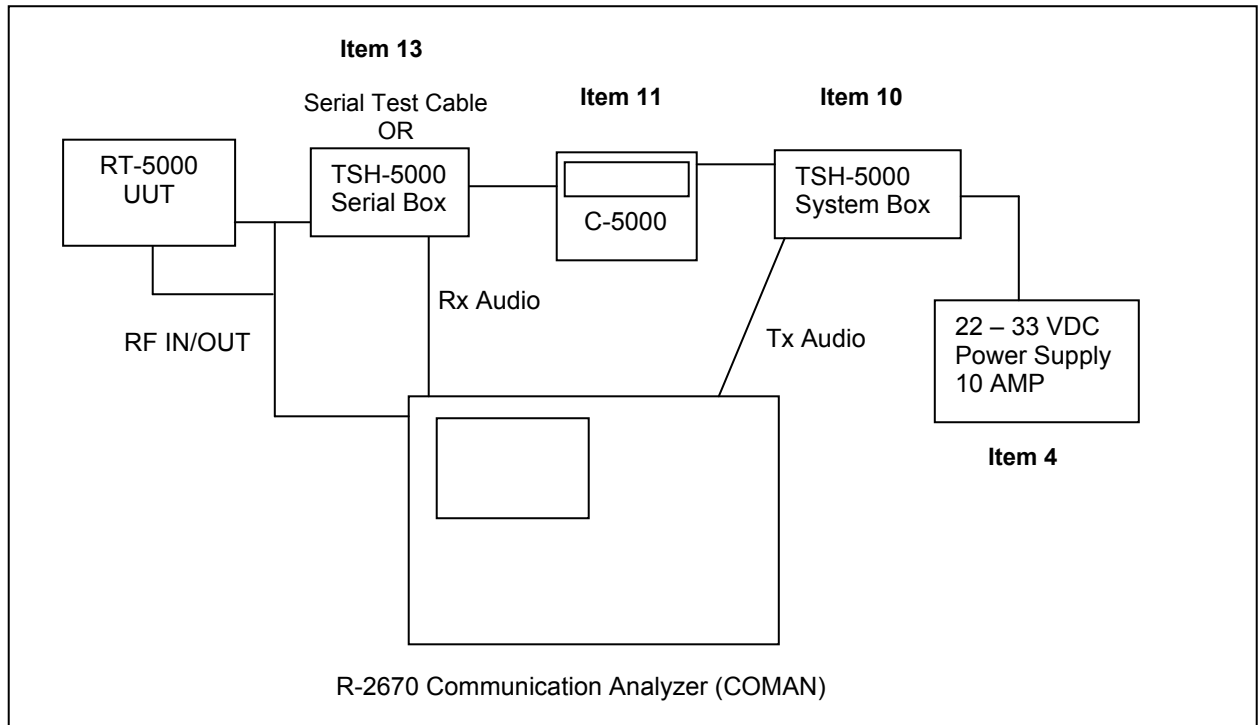 Item 13
Serial Test Cable
OR
Item 11
Item 10
RT-5000
UUT
TSH-5000
Serial Box
C-5000
TSH-5000
System Box
Rx Audio
RF IN/OUT
Tx Audio
22 – 33 VDC
Power Supply
10 AMP
Item 4
R-2670 Communication Analyzer (COMAN)